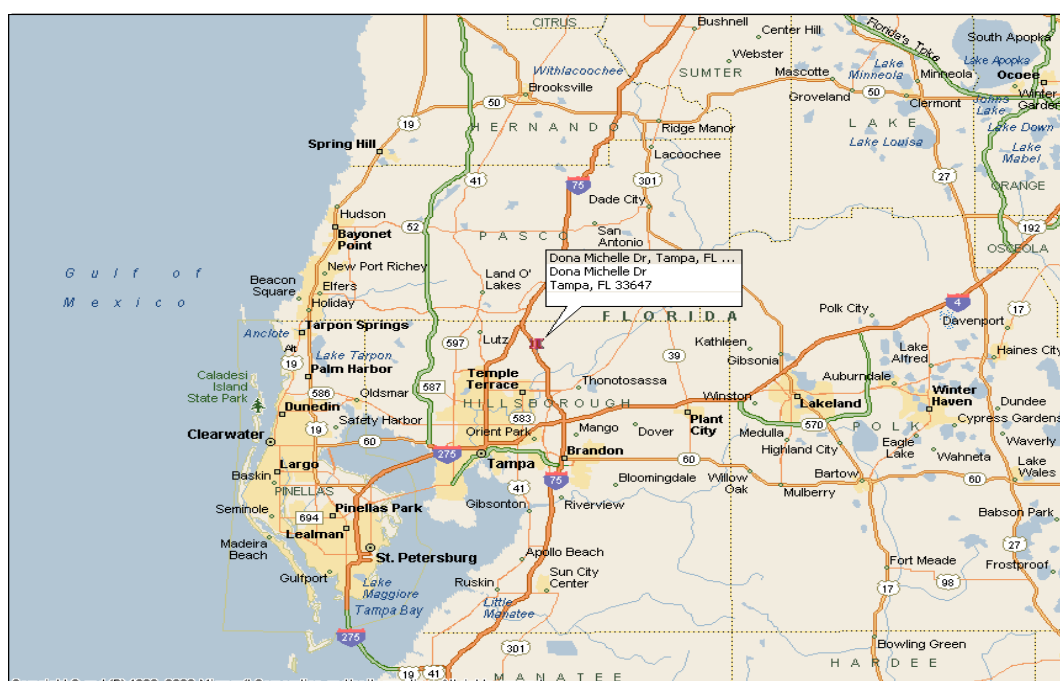 CITRUS
Bushnell
Center Hill
Florida's Tpke
South Apopka
Webster
Withlacoochee
SUMTER
Mascotte
Lake
Minneola
Minneola
Lake Apopka
Ocoee
Brooksville
50
Groveland
50
Clermont
John's
Lake
Winter
Garden
19
HERNANDO
Ridge Manor
LAKE
Lake Down
Spring Hill
Lacoochee
Lake Louisa
Lake
Mabel
41
75
301
27
ORANGE
Hudson
Dade City
Bayonet
Point
52
PASCO
San
Antonio
192
OSCEOLA
Gulf of
Mexico
New Port Richey
Beacon
Square
Elfers
Holiday
Land O'
Lakes
Dona Michelle Dr, Tampa, FL ...
Dona Michelle Dr
Tampa, FL 33647
4
17
Polk City
Davenport
FLORIDA
Anclote
Tarpon Springs
597
Lutz
Kathleen
39
Gibsonia
Lake
Alfred
Haines City
Alt
19
Lake Tarpon
Palm Harbor
Caladesi
Island
State Park
586
587
Oldsmar
Temple
Terrace
Thonotosassa
Winston
Auburndale
Lakeland
Winter
Haven
Dundee
Dunedin
HILLSBOROUGH
583
Plant
City
570
POLK
Cypress Gardens
Clearwater
19
Safety Harbor
60
Orient Park
Mango
Dover
Medulla
Highland City
Eagle
Lake
Waverly
Wahneta
275
Tampa
Brandon
60
Willow
Oak
Bartow
60
Lake
Wales
Baskin
Largo
PINELLAS
75
Bloomingdale
Mulberry
Seminole
694
Pinellas Park
41
Gibsonton
Riverview
Babson Park
Madeira
Beach
Lealman
St. Petersburg
Apollo Beach
27
Frostproof
Gulfport
Lake
Maggiore
Ruskin
Sun City
Center
Fort Meade
17
98
Tampa Bay
Little
Manatee
275
301
Bowling Green
HARDEE
19
41
MANATEE